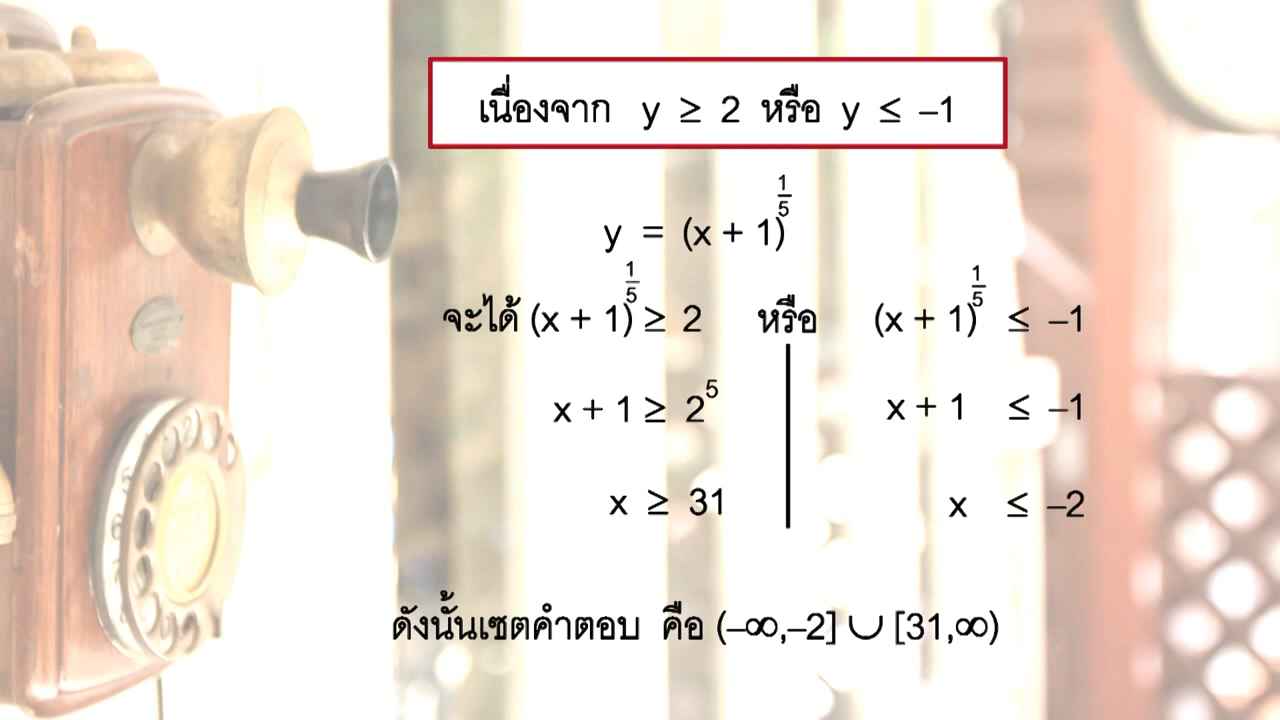 เนื่องจาก y ≥ 2 หรือ y ≤ –1
y = (x + 1)^(1/5)
จะได้ (x + 1)^(1/5) ≥ 2 หรือ (x + 1)^(1/5) ≤ –1
x + 1 ≥ 2^5 x + 1 ≤ –1
x ≥ 31 x ≤ –2
ดังนั้นเซตคำตอบ คือ (–∞,–2] ∪ [31,∞)